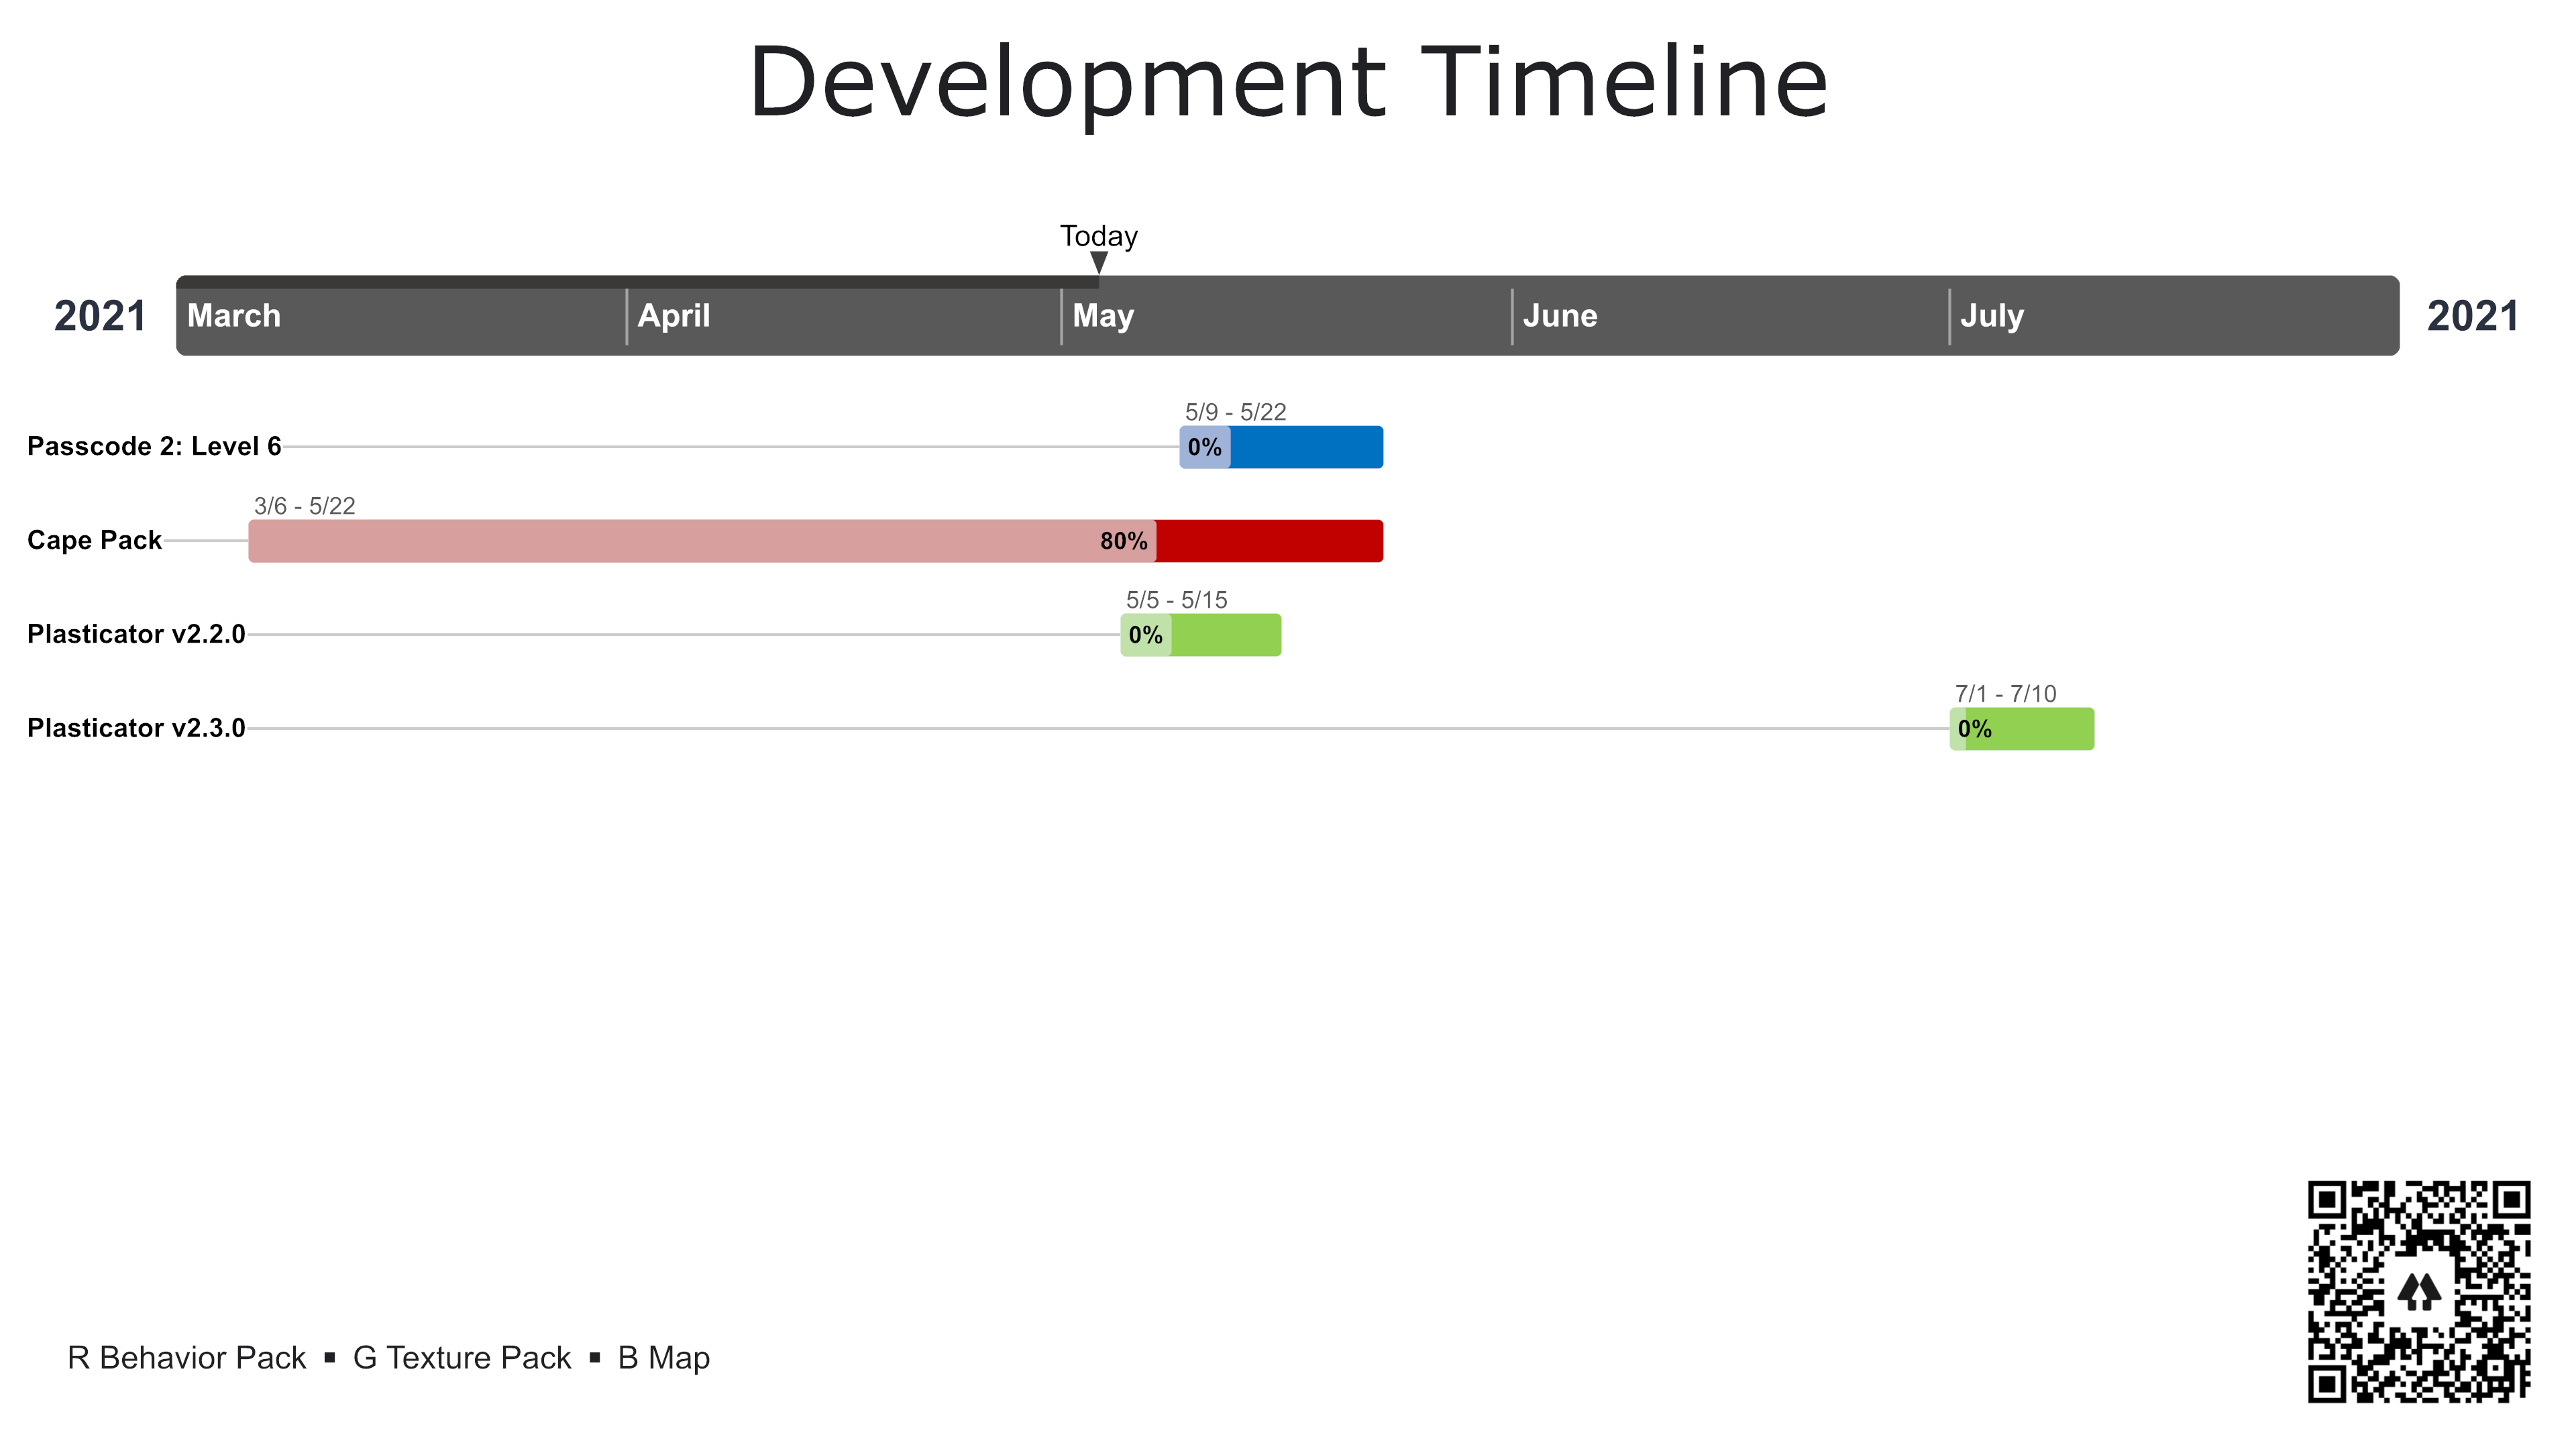 Development Timeline
Today
2021 March April May June July 2021
5/9 - 5/22
Passcode 2: Level 6 0%
3/6 - 5/22
Cape Pack 80%
5/5 - 5/15
Plasticator v2.2.0 0%
7/1 - 7/10
Plasticator v2.3.0 0%
R Behavior Pack ▪ G Texture Pack ▪ B Map